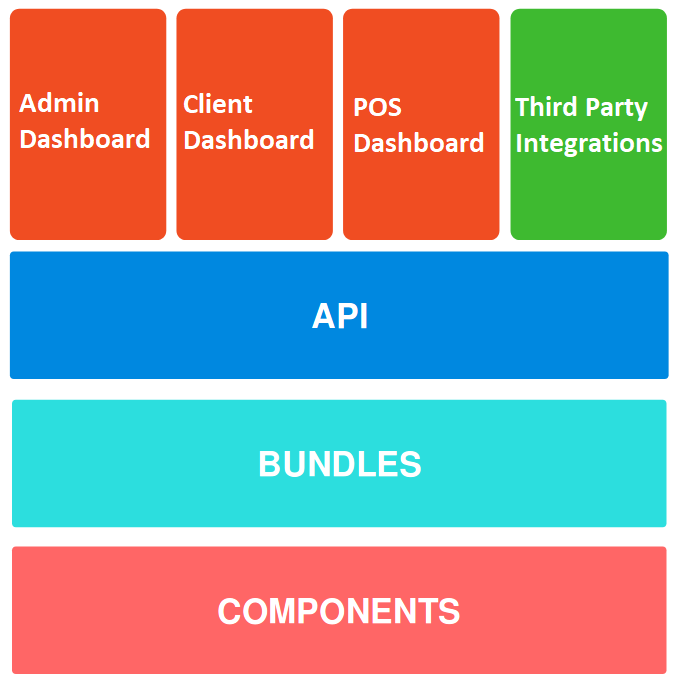 Admin
Dashboard
Client
Dashboard
POS
Dashboard
Third Party
Integrations
API
BUNDLES
COMPONENTS